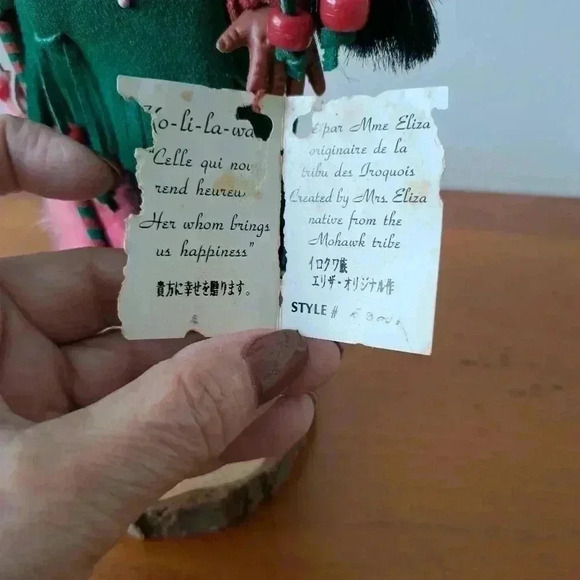 o-li-la-wa
"Celle qui nou
rend heureu
Her whom brings
us happiness"
貴方に幸せを贈ります。
par Mme Eliza
originaire de la
tribu des Iroquois
Created by Mrs. Eliza
native from the
Mohawk tribe
イロクワ族
エリザ・オリジナル作
STYLE #